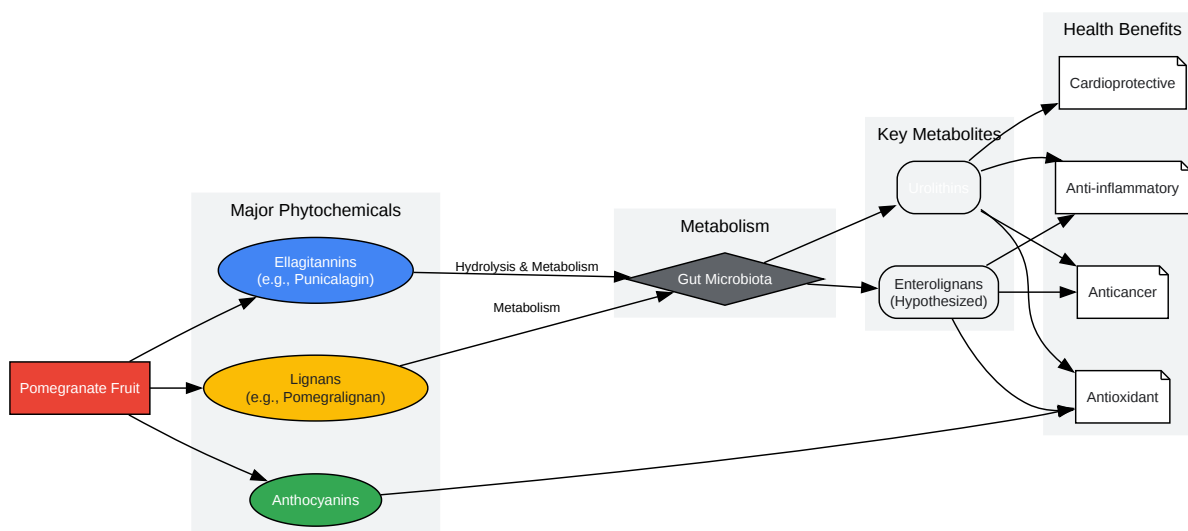 Pomegranate Fruit
Major Phytochemicals
Ellagitannins
(e.g., Punicalagin)
Lignans
(e.g., Pomegralignan)
Anthocyanins
Hydrolysis & Metabolism
Metabolism
Metabolism
Gut Microbiota
Key Metabolites
Urolithins
Enterolignans
(Hypothesized)
Health Benefits
Cardioprotective
Anti-inflammatory
Anticancer
Antioxidant